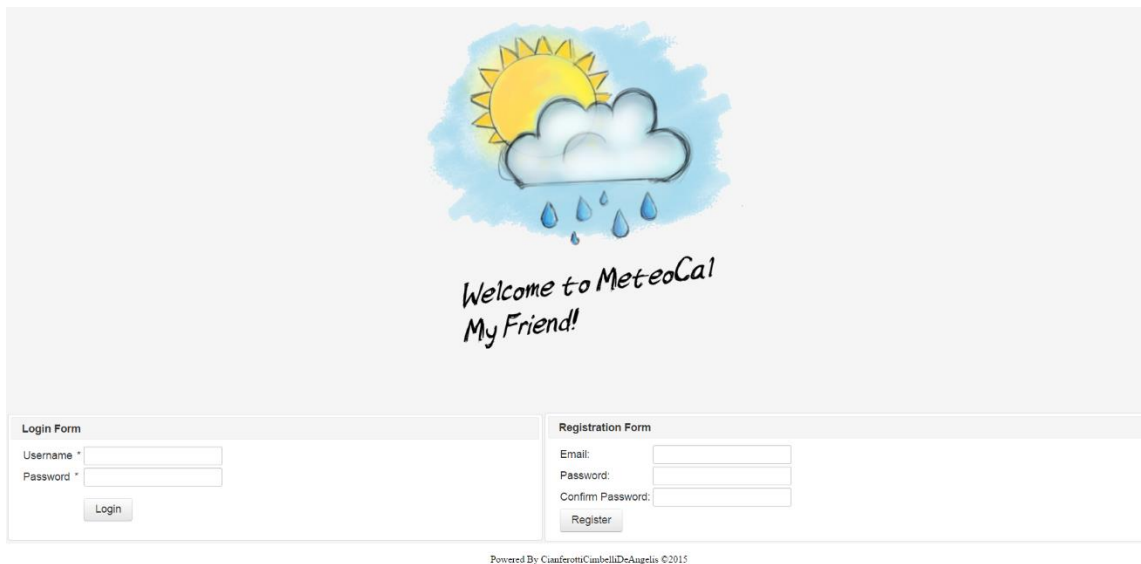 Welcome to MeteoCal
My Friend!
Login Form
Username *
Password *
Login
Registration Form
Email:
Password:
Confirm Password:
Register
Powered By CianferottiCimbelliDeAngelis ©2015